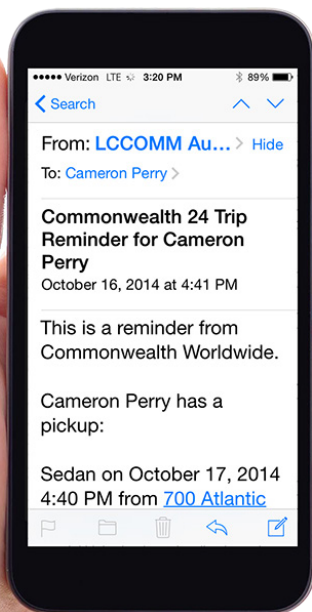 Verizon LTE 3:20 PM 89%
Search
From: LCCOMM Au... Hide
To: Cameron Perry
Commonwealth 24 Trip
Reminder for Cameron
Perry
October 16, 2014 at 4:41 PM
This is a reminder from
Commonwealth Worldwide.
Cameron Perry has a
pickup:
Sedan on October 17, 2014
4:40 PM from 700 Atlantic